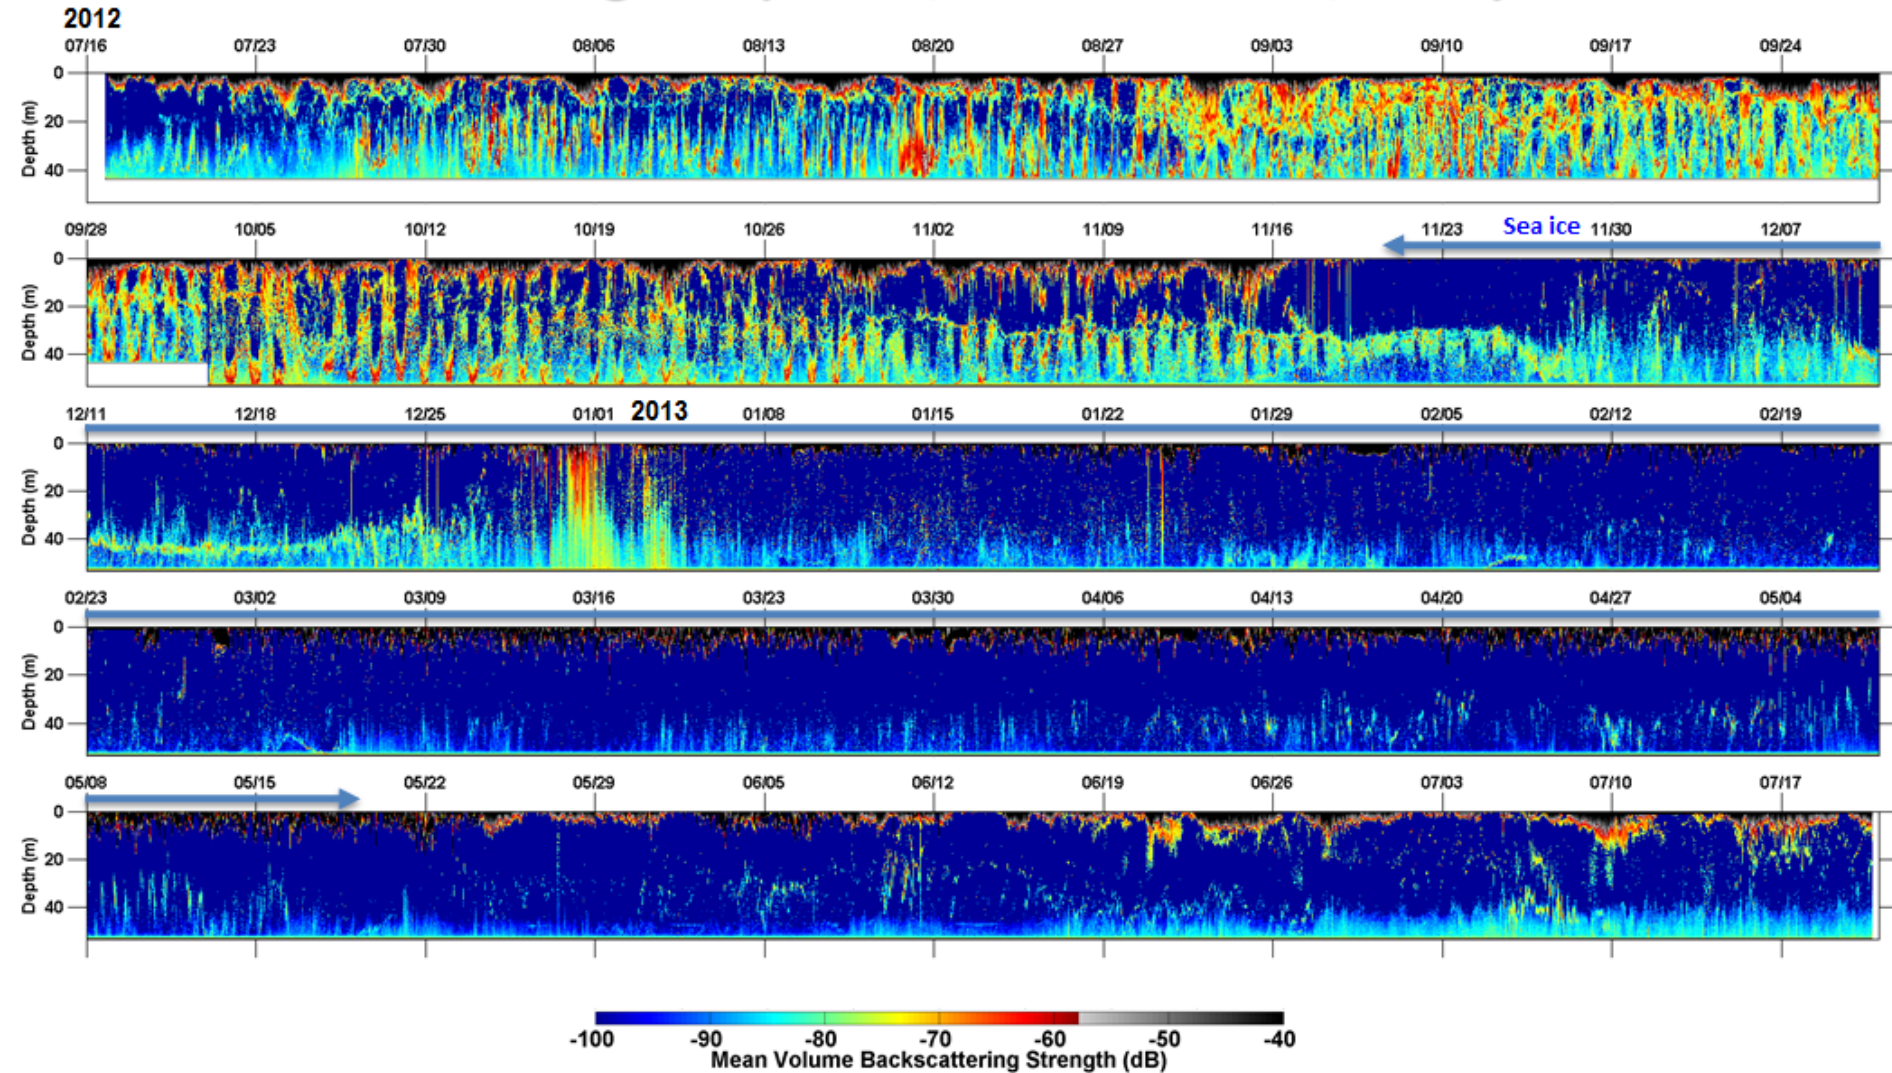 2012
07/16 07/23 07/30 08/06 08/13 08/20 08/27 09/03 09/10 09/17 09/24
0
20
40
Depth (m)
Sea ice
09/28 10/05 10/12 10/19 10/26 11/02 11/09 11/16 11/23 11/30 12/07
0
20
40
Depth (m)
12/11 12/18 12/25 01/01 2013 01/08 01/15 01/22 01/29 02/05 02/12 02/19
0
20
40
Depth (m)
02/23 03/02 03/09 03/16 03/23 03/30 04/06 04/13 04/20 04/27 05/04
0
20
40
Depth (m)
05/08 05/15 05/22 05/29 06/05 06/12 06/19 06/26 07/03 07/10 07/17
0
20
40
Depth (m)
-100 -90 -80 -70 -60 -50 -40
Mean Volume Backscattering Strength (dB)